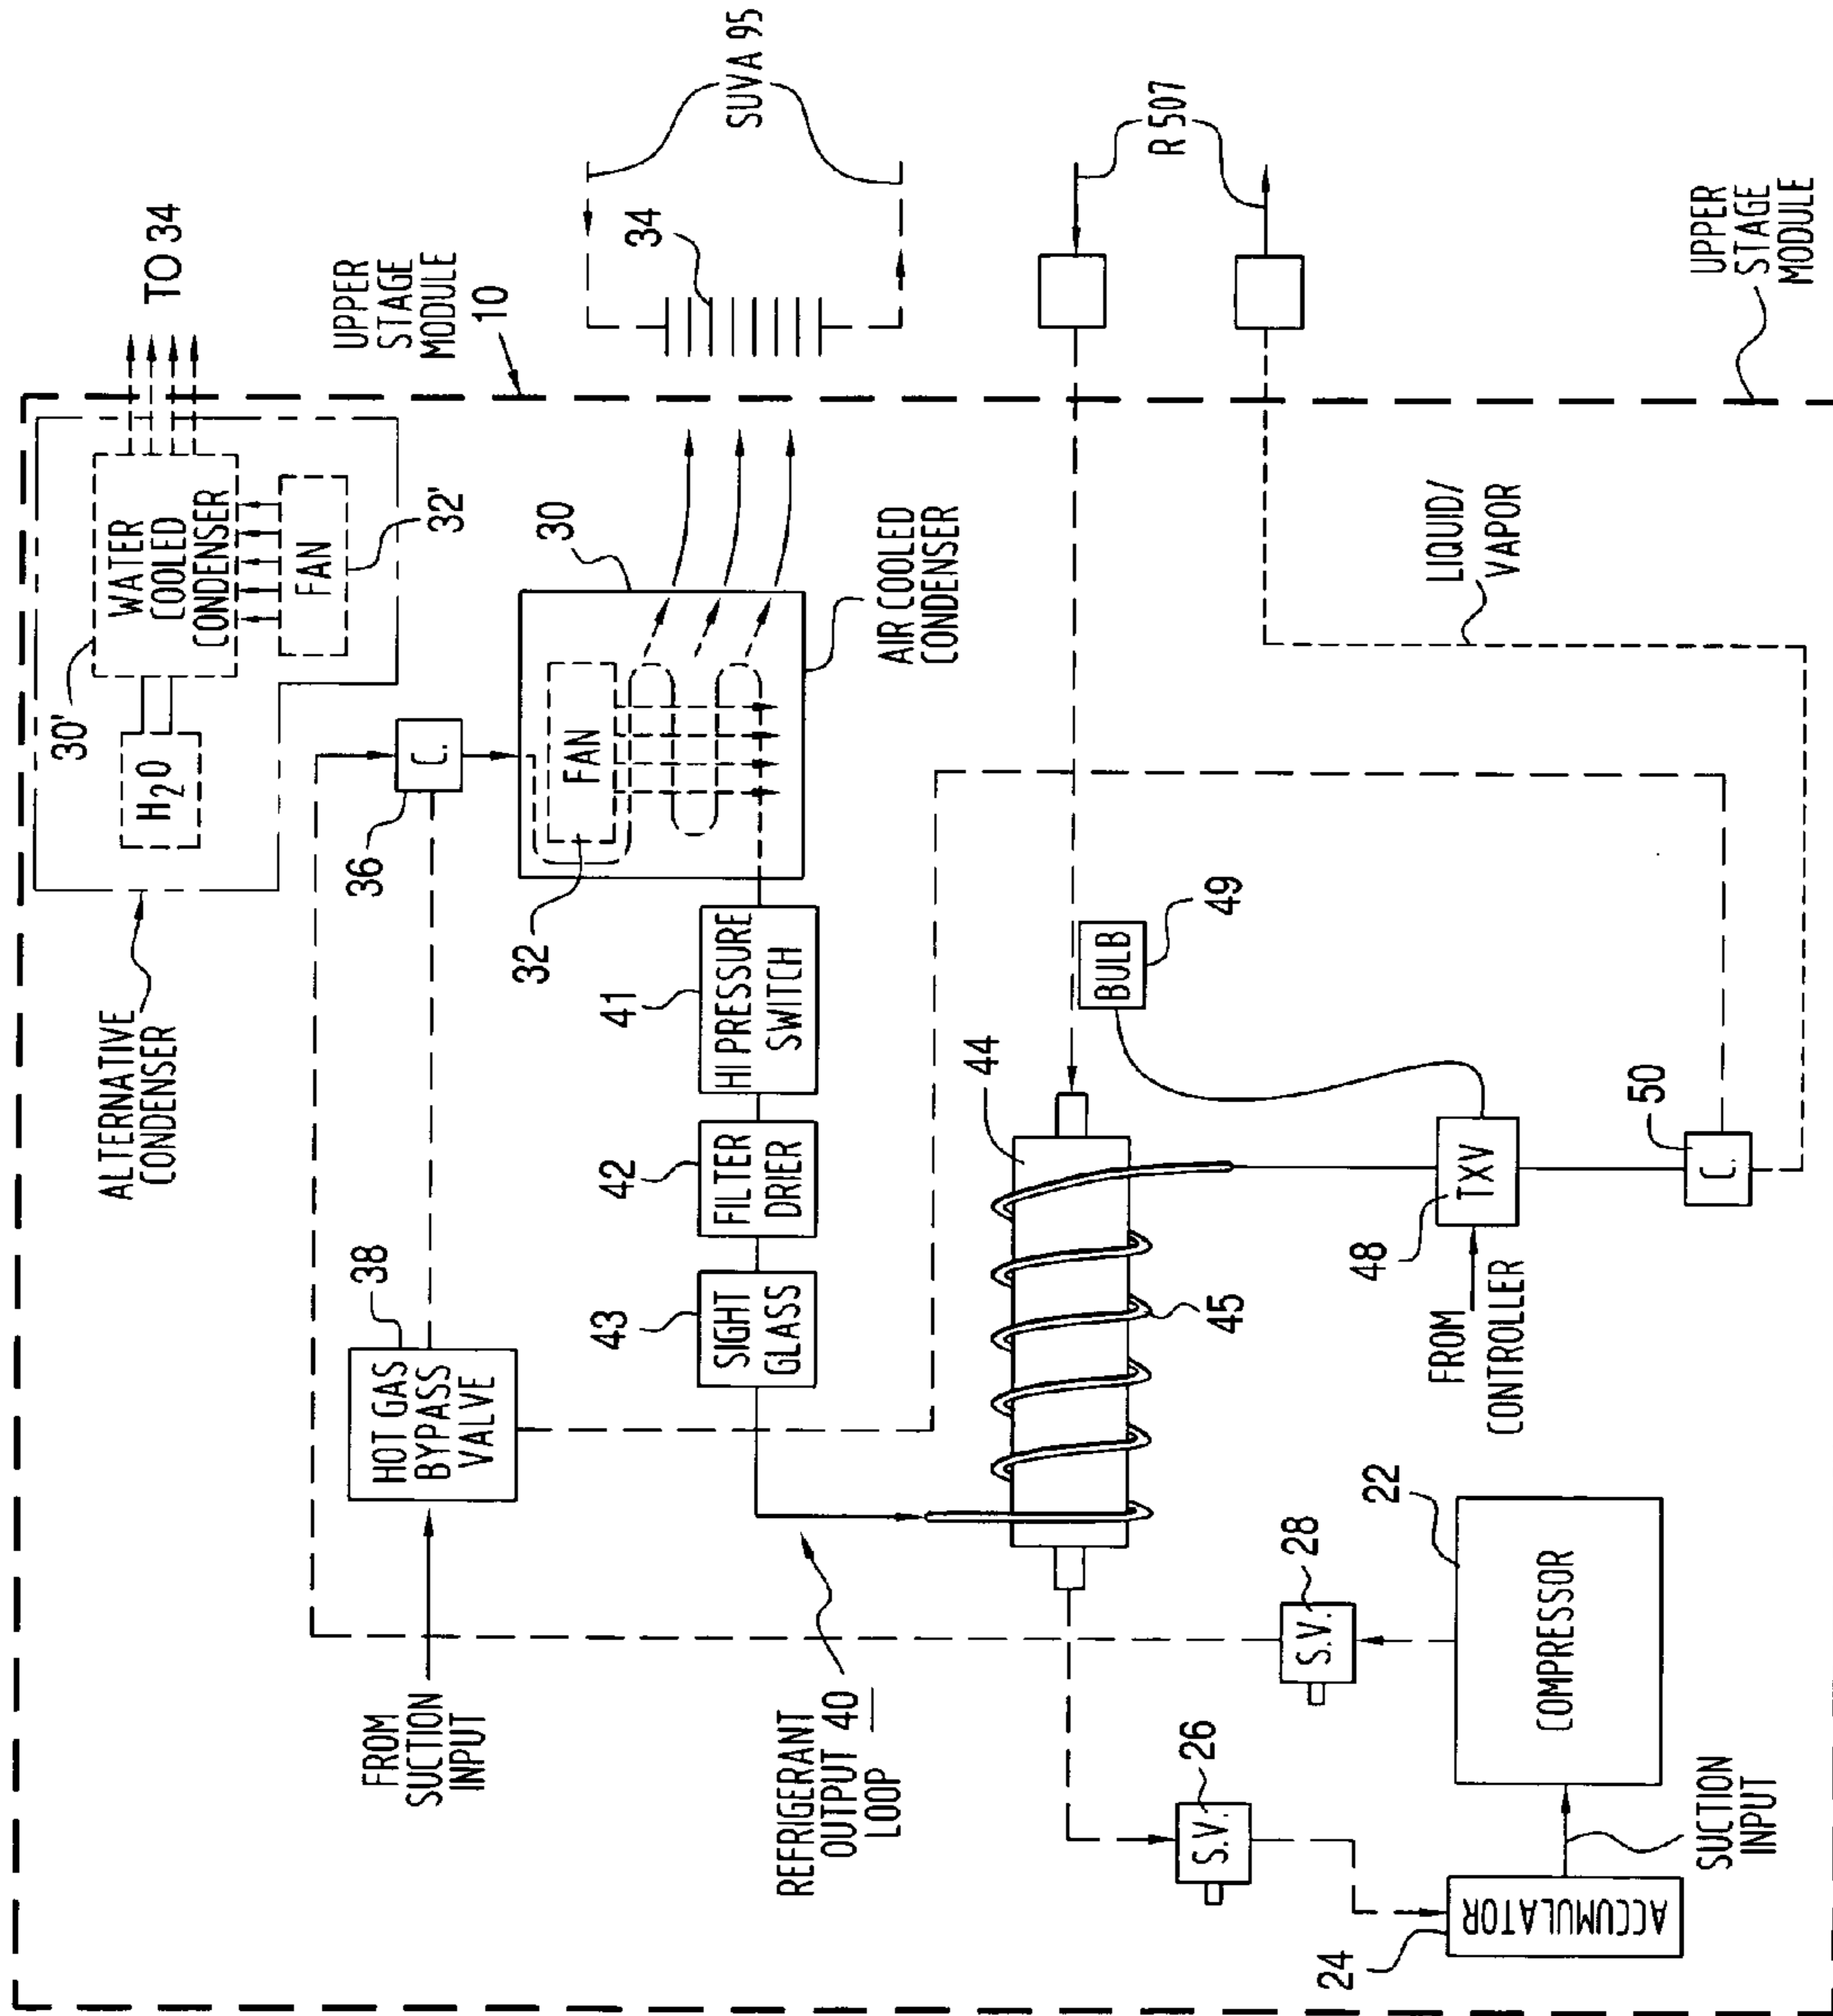 ALTERNATIVE
CONDENSER
H2O
30'
WATER
COOLED
CONDENSER
FAN
32'
TO 34
UPPER
STAGE
MODULE
10
FROM
SUCTION
INPUT
HOT GAS
BYPASS
VALVE
38
36
C.
FAN
32
30
AIR COOLED
CONDENSER
34
SUVA 95
SIGHT
GLASS
43
FILTER
DRIER
42
HI PRESSURE
SWITCH
41
REFRIGERANT
OUTPUT 40
LOOP
44
45
BULB
49
R 507
S.V.
26
S.V.
28
FROM
CONTROLLER
TXV
48
C.
50
LIQUID/
VAPOR
ACCUMULATOR
24
SUCTION
INPUT
COMPRESSOR
22
UPPER
STAGE
MODULE